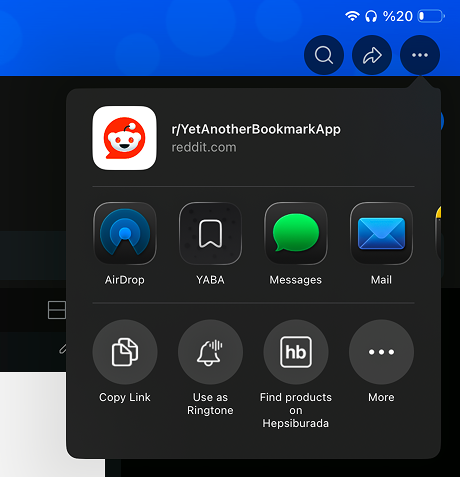 %20
r/YetAnotherBookmarkApp
reddit.com
AirDrop
YABA
Messages
Mail
hb
Copy Link
Use as
Ringtone
Find products
on
Hepsiburada
More